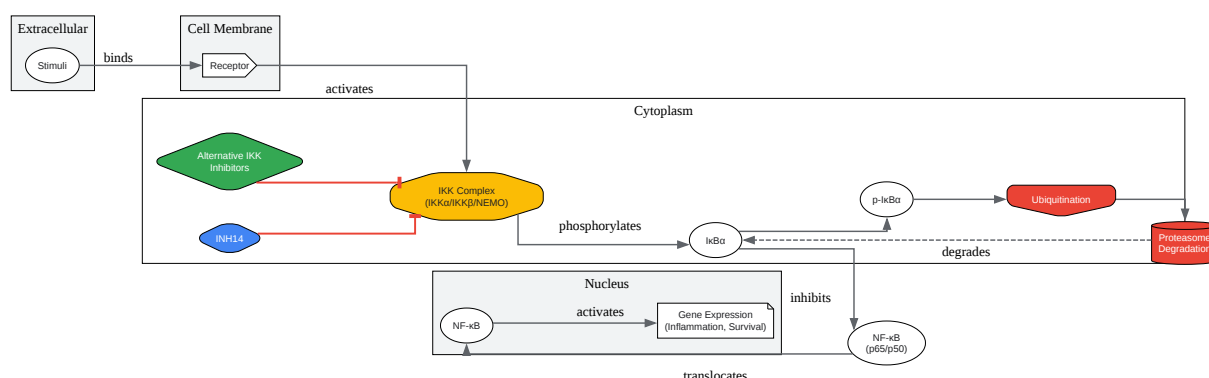 Extracellular
Cell Membrane
Stimuli
binds
Receptor
activates
Cytoplasm
Alternative IKK
Inhibitors
IKK Complex
(IKKα/IKKβ/NEMO)
INH14
phosphorylates
IκBα
p-IκBα
Ubiquitination
Proteasome
Degradation
degrades
Nucleus
inhibits
NF-κB
activates
Gene Expression
(Inflammation, Survival)
NF-κB
(p65/p50)
translocates